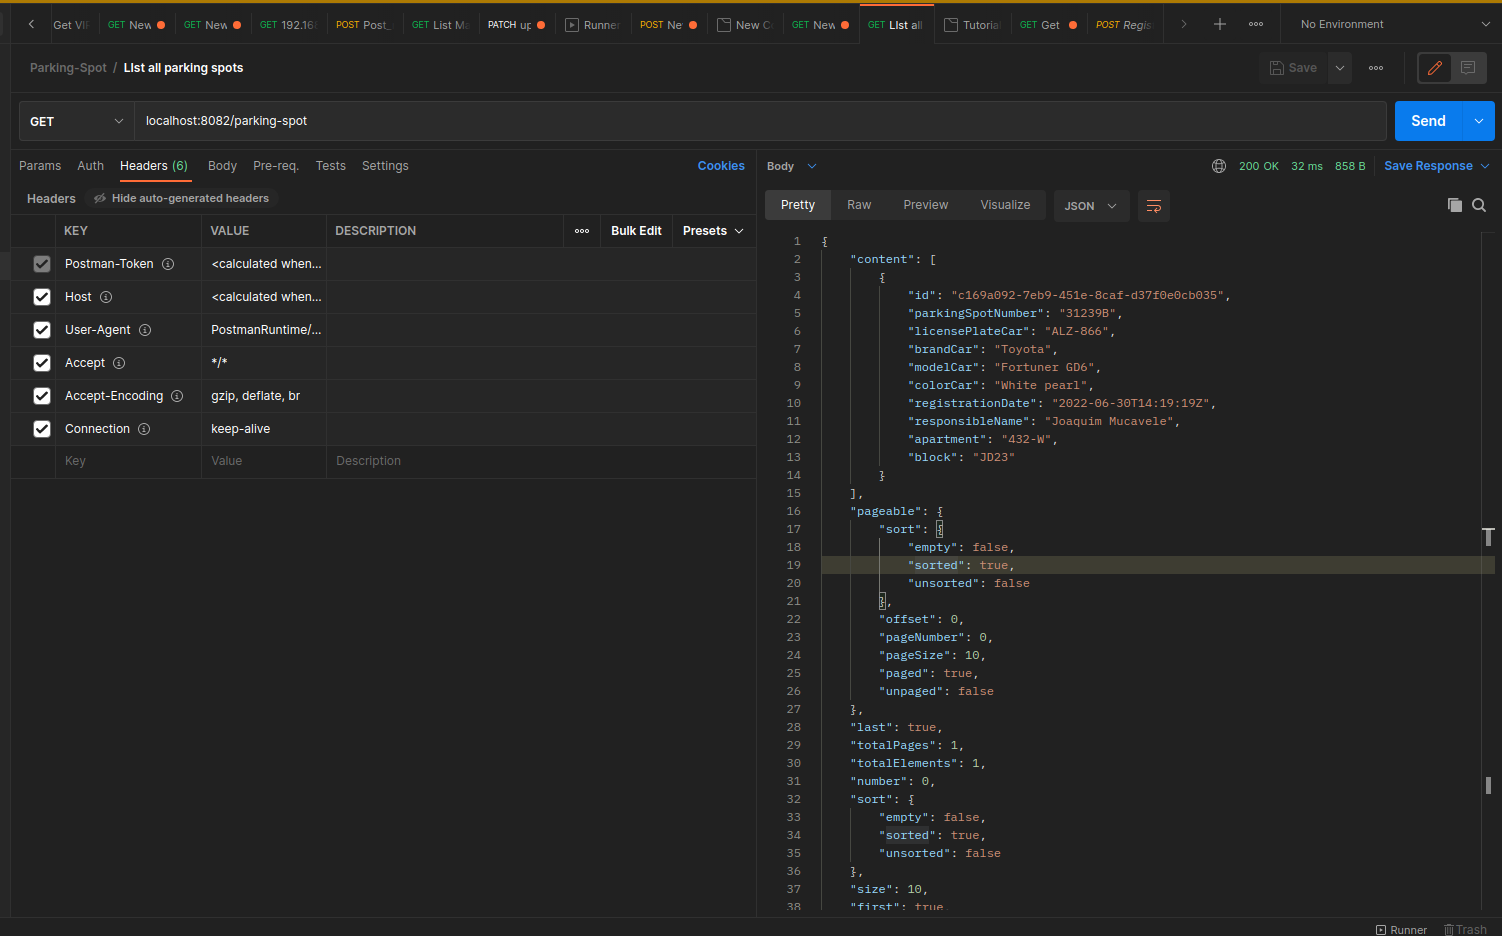 Get VI
GET New
GET New
GET 192.16
POST Post_
GET List Ma
PATCH up
Runner
POST Ne
New C
GET New
GET LIst all
Tutorial
GET Get
POST Regis
No Environment
Parking-Spot / LIst all parking spots
Save
GET
localhost:8082/parking-spot
Send
Params Auth Headers (6) Body Pre-req. Tests Settings
Cookies
Headers Hide auto-generated headers
KEY VALUE DESCRIPTION Bulk Edit Presets
Postman-Token <calculated when...
Host <calculated when...
User-Agent PostmanRuntime/...
Accept */*
Accept-Encoding gzip, deflate, br
Connection keep-alive
Key Value Description
Body
200 OK 32 ms 858 B Save Response
Pretty Raw Preview Visualize JSON
1 {
2 "content": [
3 {
4 "id": "c169a092-7eb9-451e-8caf-d37f0e0cb035",
5 "parkingSpotNumber": "31239B",
6 "licensePlateCar": "ALZ-866",
7 "brandCar": "Toyota",
8 "modelCar": "Fortuner GD6",
9 "colorCar": "White pearl",
10 "registrationDate": "2022-06-30T14:19:19Z",
11 "responsibleName": "Joaquim Mucavele",
12 "apartment": "432-W",
13 "block": "JD23"
14 }
15 ],
16 "pageable": {
17 "sort": {
18 "empty": false,
19 "sorted": true,
20 "unsorted": false
21 },
22 "offset": 0,
23 "pageNumber": 0,
24 "pageSize": 10,
25 "paged": true,
26 "unpaged": false
27 },
28 "last": true,
29 "totalPages": 1,
30 "totalElements": 1,
31 "number": 0,
32 "sort": {
33 "empty": false,
34 "sorted": true,
35 "unsorted": false
36 },
37 "size": 10,
38 "first": true,
Runner Trash